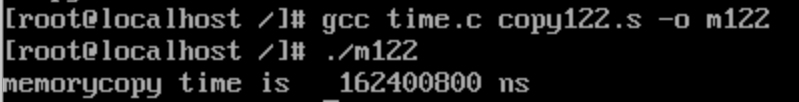 [root@localhost /]# gcc time.c copy122.s -o m122
[root@localhost /]# ./m122
memorycopy time is   162400800 ns